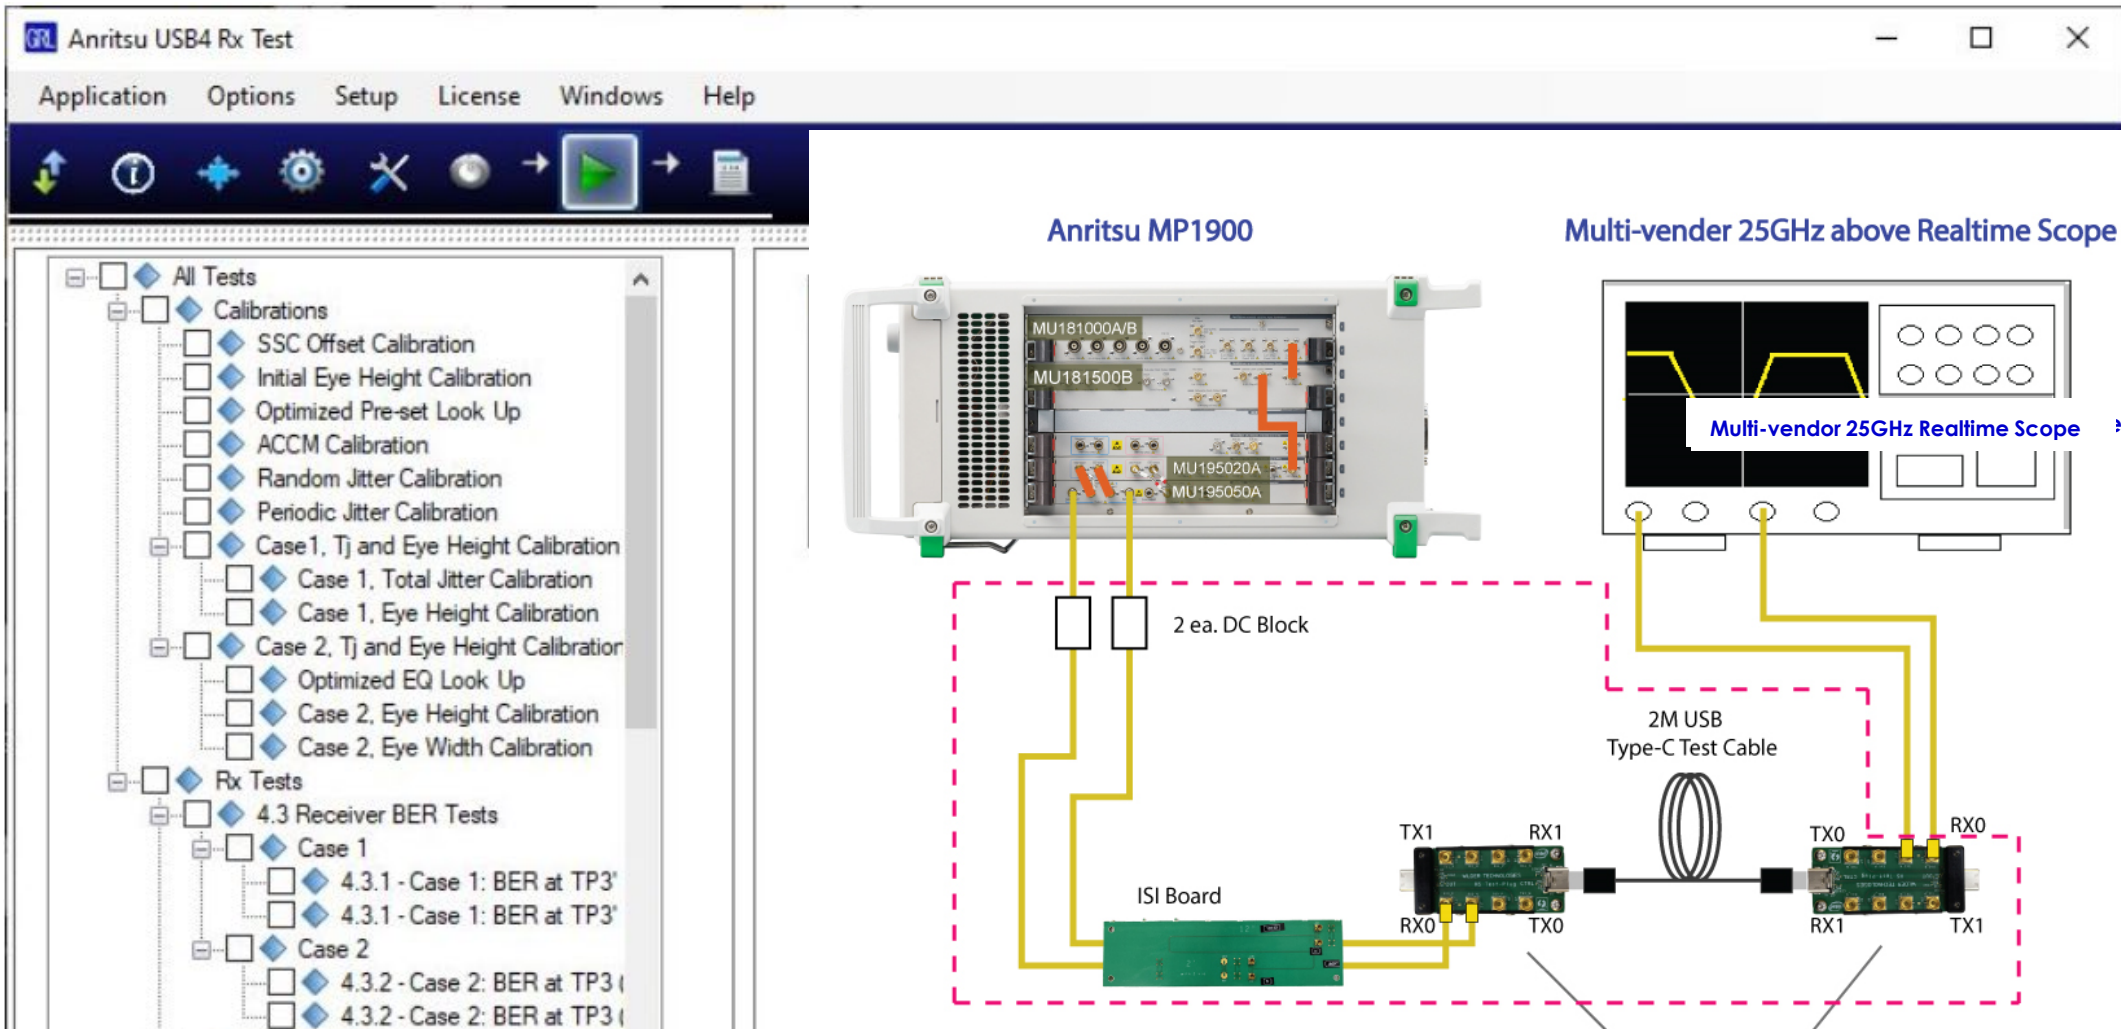 GRL Anritsu USB4 Rx Test
Application Options Setup License Windows Help
All Tests
Calibrations
SSC Offset Calibration
Initial Eye Height Calibration
Optimized Pre-set Look Up
ACCM Calibration
Random Jitter Calibration
Periodic Jitter Calibration
Case1, Tj and Eye Height Calibration
Case 1, Total Jitter Calibration
Case 1, Eye Height Calibration
Case 2, Tj and Eye Height Calibration
Optimized EQ Look Up
Case 2, Eye Height Calibration
Case 2, Eye Width Calibration
Rx Tests
4.3 Receiver BER Tests
Case 1
4.3.1 - Case 1: BER at TP3'
4.3.1 - Case 1: BER at TP3'
Case 2
4.3.2 - Case 2: BER at TP3 (
4.3.2 - Case 2: BER at TP3 (
Anritsu MP1900
Multi-vender 25GHz above Realtime Scope
MU181000A/B
MU181500B
MU195020A
MU195050A
Multi-vendor 25GHz Realtime Scope
2 ea. DC Block
2M USB
Type-C Test Cable
TX1 RX1
TX0 RX0
ISI Board
RX0 TX0
RX1 TX1